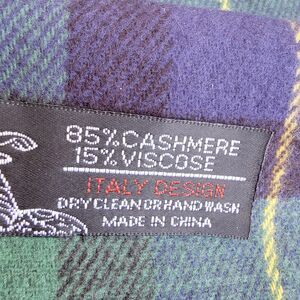 85% CASHMERE
15% VISCOSE
ITALY DESIGN
DRY CLEAN OR HAND WASH
MADE IN CHINA